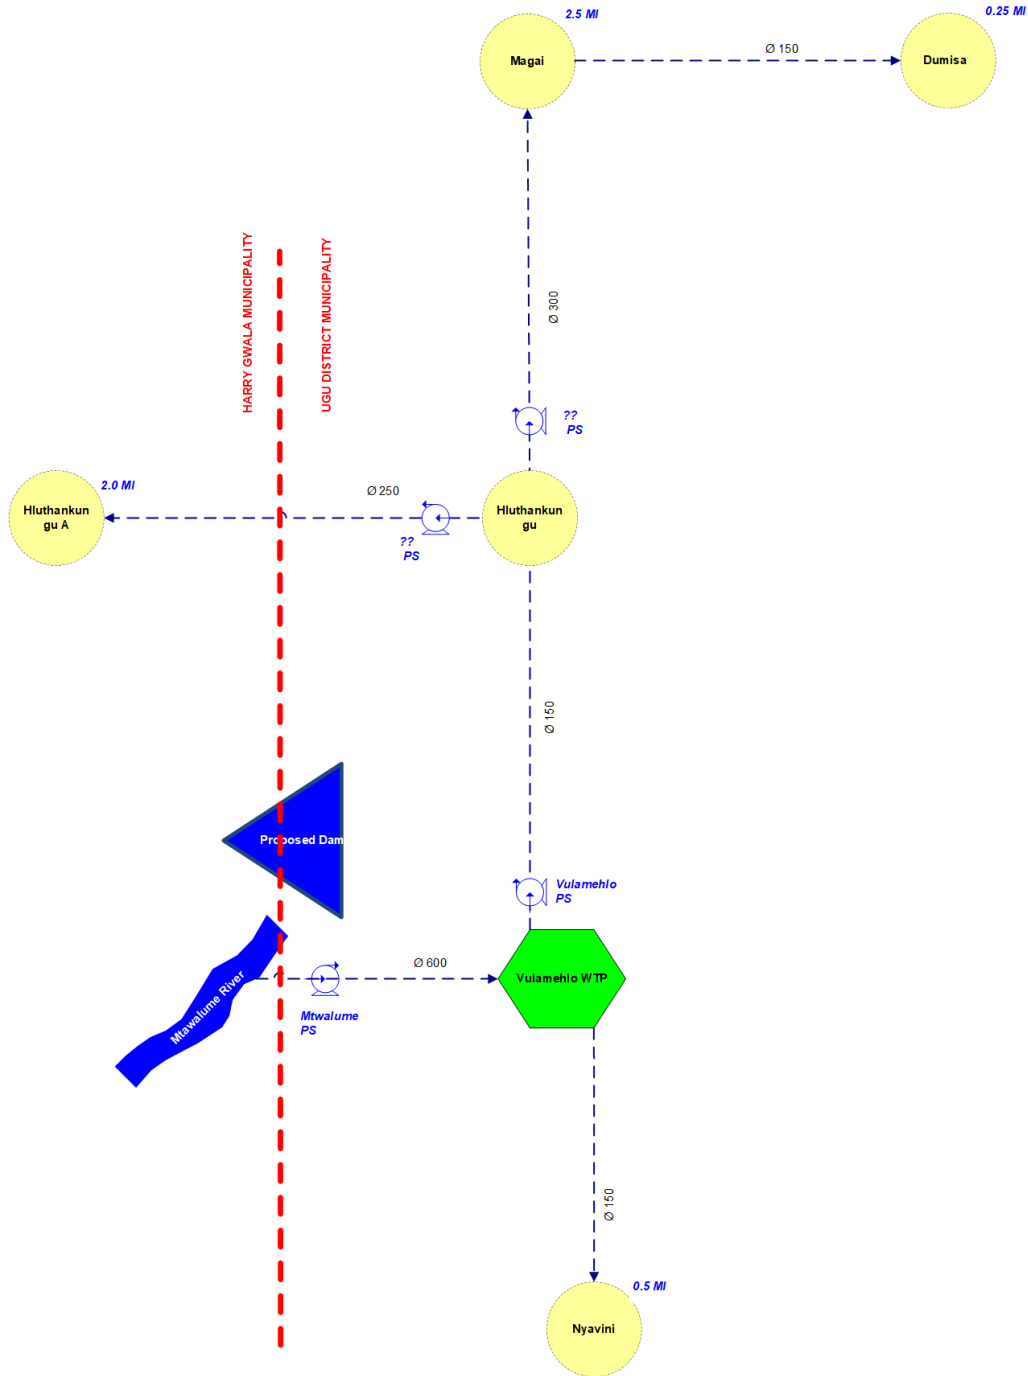 2.5 Ml
0.25 Ml
Magai
Ø 150
Dumisa
HARRY GWALA MUNICIPALITY
UGU DISTRICT MUNICIPALITY
Ø 300
??
PS
2.0 Ml
Ø 250
Hluthankun
gu A
Hluthankun
gu
??
PS
Ø 150
Proposed Dam
Vulamehlo
PS
Ø 600
Vulamehlo WTP
Mtawalume River
Mtwalume
PS
Ø 150
0.5 Ml
Nyavini